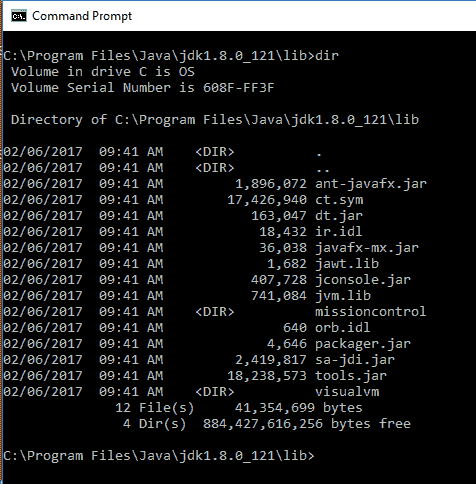 Command Prompt
C:\Program Files\Java\jdk1.8.0_121\lib>dir
Volume in drive C is OS
Volume Serial Number is 608F-FF3F
Directory of C:\Program Files\Java\jdk1.8.0_121\lib
02/06/2017 09:41 AM <DIR> .
02/06/2017 09:41 AM <DIR> ..
02/06/2017 09:41 AM 1,896,072 ant-javafx.jar
02/06/2017 09:41 AM 17,426,940 ct.sym
02/06/2017 09:41 AM 163,047 dt.jar
02/06/2017 09:41 AM 18,432 ir.idl
02/06/2017 09:41 AM 36,038 javafx-mx.jar
02/06/2017 09:41 AM 1,682 jawt.lib
02/06/2017 09:41 AM 407,728 jconsole.jar
02/06/2017 09:41 AM 741,084 jvm.lib
02/06/2017 09:41 AM <DIR> missioncontrol
02/06/2017 09:41 AM 640 orb.idl
02/06/2017 09:41 AM 4,646 packager.jar
02/06/2017 09:41 AM 2,419,817 sa-jdi.jar
02/06/2017 09:41 AM 18,238,573 tools.jar
02/06/2017 09:41 AM <DIR> visualvm
12 File(s) 41,354,699 bytes
4 Dir(s) 884,427,616,256 bytes free
C:\Program Files\Java\jdk1.8.0_121\lib>